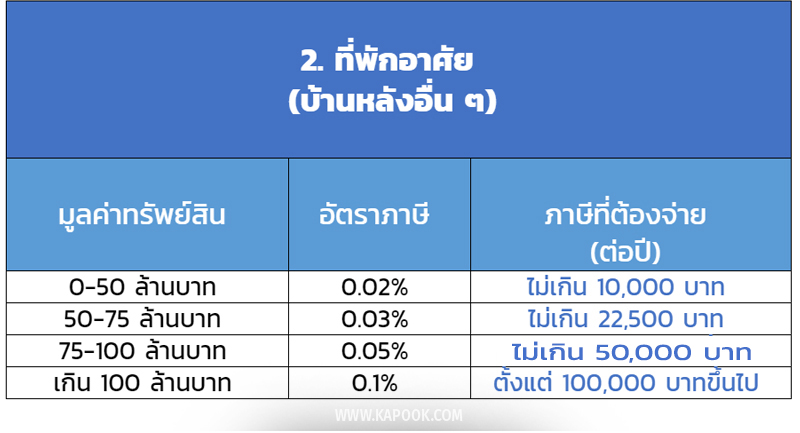 2. ที่พักอาศัย
(บ้านหลังอื่น ๆ)
มูลค่าทรัพย์สิน อัตราภาษี ภาษีที่ต้องจ่าย
(ต่อปี)
0-50 ล้านบาท 0.02% ไม่เกิน 10,000 บาท
50-75 ล้านบาท 0.03% ไม่เกิน 22,500 บาท
75-100 ล้านบาท 0.05% ไม่เกิน 50,000 บาท
เกิน 100 ล้านบาท 0.1% ตั้งแต่ 100,000 บาทขึ้นไป
WWW.KAPOOK.COM